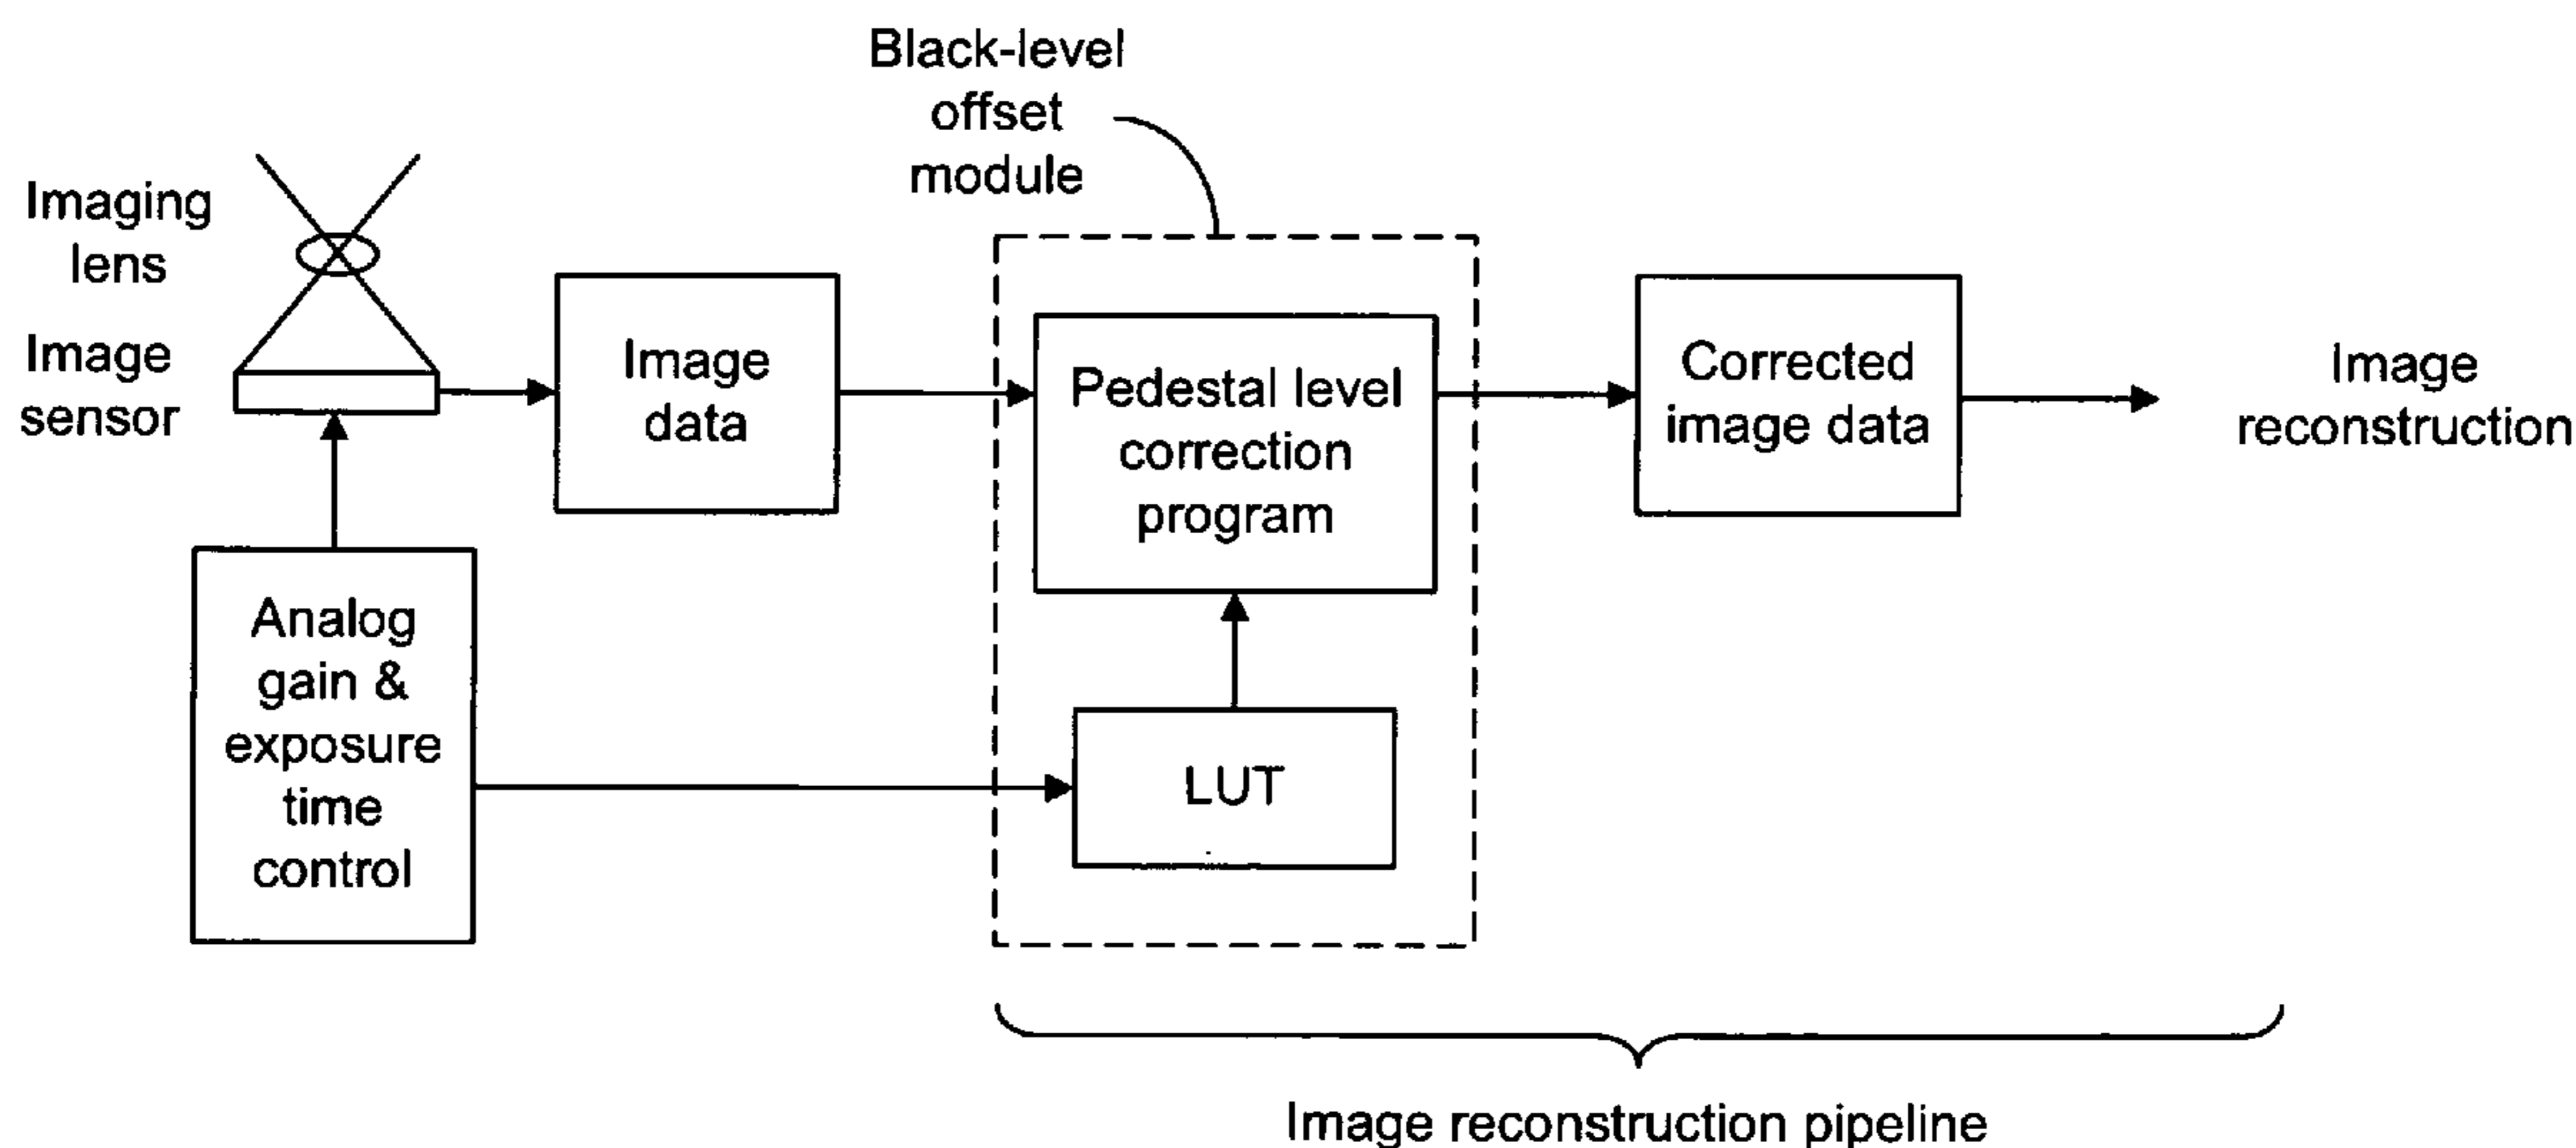 Black-level
offset
module
Imaging
lens
Image
sensor
Image
data
Pedestal level
correction
program
Corrected
image data
Image
reconstruction
Analog
gain &
exposure
time
control
LUT
Image reconstruction pipeline